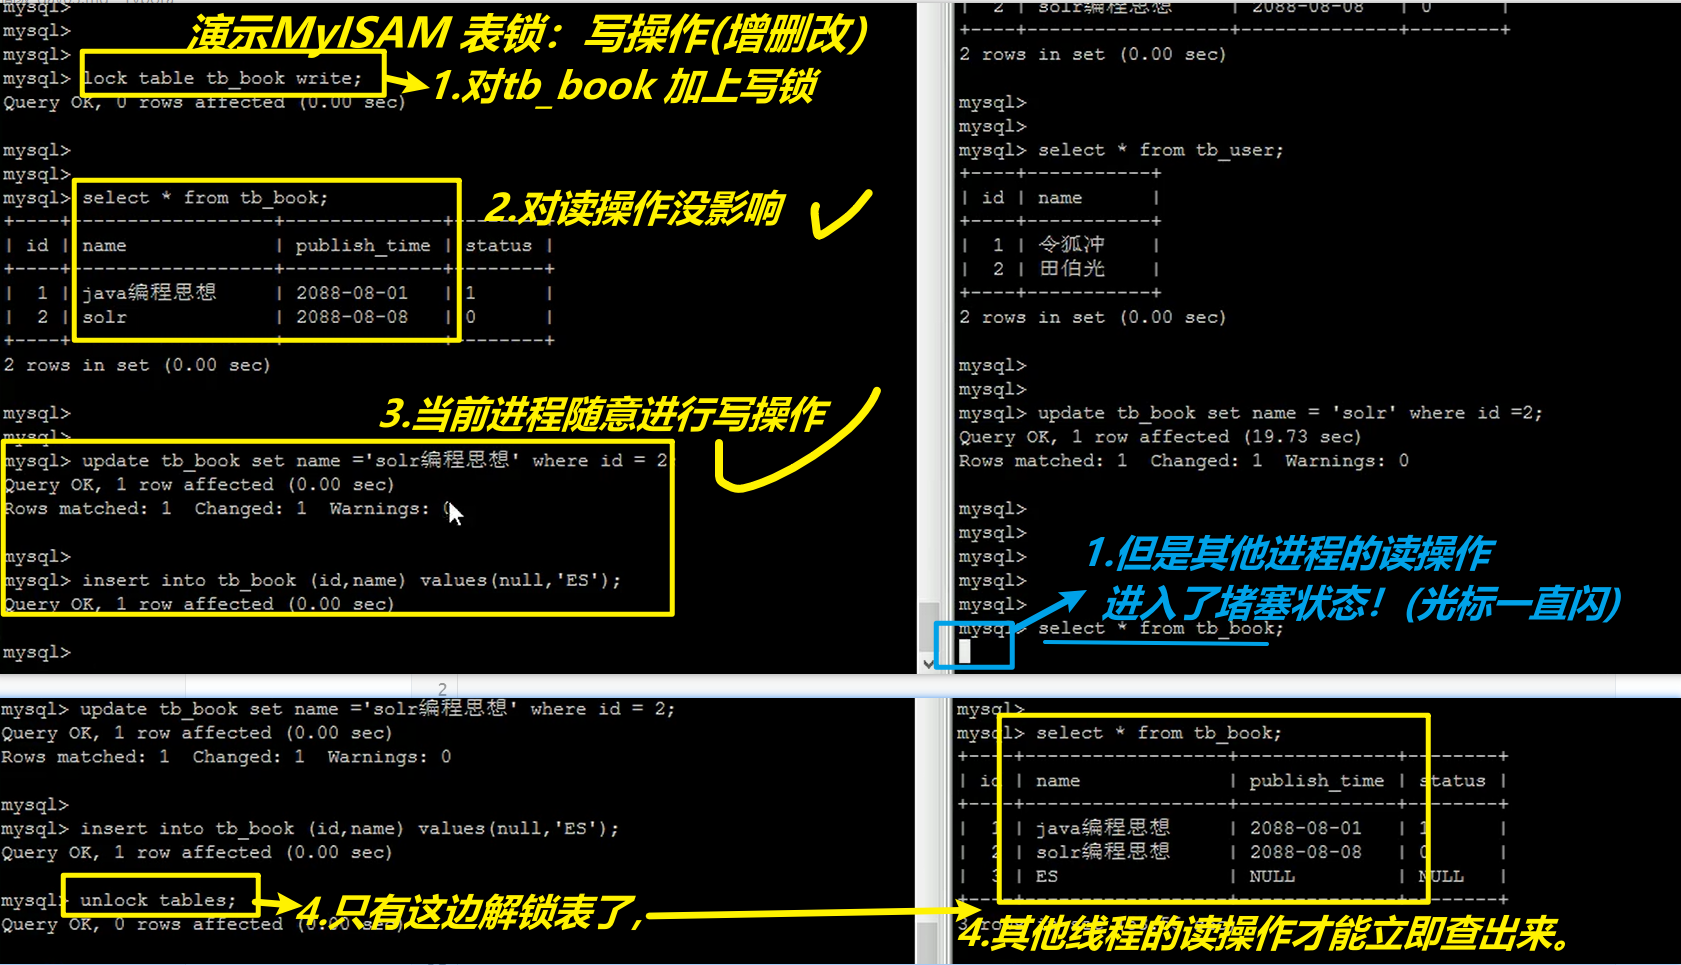 mysql>
mysql>
演示MyISAM 表锁：写操作(增删改)
mysql>
mysql> lock table tb_book write;
1.对tb_book 加上写锁
Query OK, 0 rows affected (0.00 sec)
mysql>
mysql>
mysql> select * from tb_book;
2.对读操作没影响
+----+-----------------+--------------+--------+
| id | name | publish_time | status |
+----+-----------------+--------------+--------+
| 1 | java编程思想 | 2088-08-01 | 1 |
| 2 | solr | 2088-08-08 | 0 |
+----+-----------------+--------------+--------+
2 rows in set (0.00 sec)
mysql>
3.当前进程随意进行写操作
mysql>
mysql> update tb_book set name ='solr编程思想' where id = 2;
Query OK, 1 row affected (0.00 sec)
Rows matched: 1 Changed: 1 Warnings: 0
mysql>
mysql> insert into tb_book (id,name) values(null,'ES');
Query OK, 1 row affected (0.00 sec)
mysql>
| 2 | solr编程思想 | 2088-08-08 | 0 |
+----+------------------+--------------+--------+
2 rows in set (0.00 sec)
mysql>
mysql>
mysql> select * from tb_user;
+----+-----------+
| id | name |
+----+-----------+
| 1 | 令狐冲 |
| 2 | 田伯光 |
+----+-----------+
2 rows in set (0.00 sec)
mysql>
mysql>
mysql> update tb_book set name = 'solr' where id =2;
Query OK, 1 row affected (19.73 sec)
Rows matched: 1 Changed: 1 Warnings: 0
mysql>
mysql>
mysql>
mysql>
mysql>
1.但是其他进程的读操作
进入了堵塞状态！(光标一直闪)
mysql> select * from tb_book;
2
mysql> update tb_book set name ='solr编程思想' where id = 2;
Query OK, 1 row affected (0.00 sec)
Rows matched: 1 Changed: 1 Warnings: 0
mysql>
mysql> insert into tb_book (id,name) values(null,'ES');
Query OK, 1 row affected (0.00 sec)
mysql> unlock tables;
4.只有这边解锁表了,
Query OK, 0 rows affected (0.00 sec)
mysql>
mysql> select * from tb_book;
+----+------------------+--------------+--------+
| id | name | publish_time | status |
+----+------------------+--------------+--------+
| 1 | java编程思想 | 2088-08-01 | 1 |
| 2 | solr编程思想 | 2088-08-08 | 0 |
| 3 | ES | NULL | NULL |
+----+------------------+--------------+--------+
4.其他线程的读操作才能立即查出来。